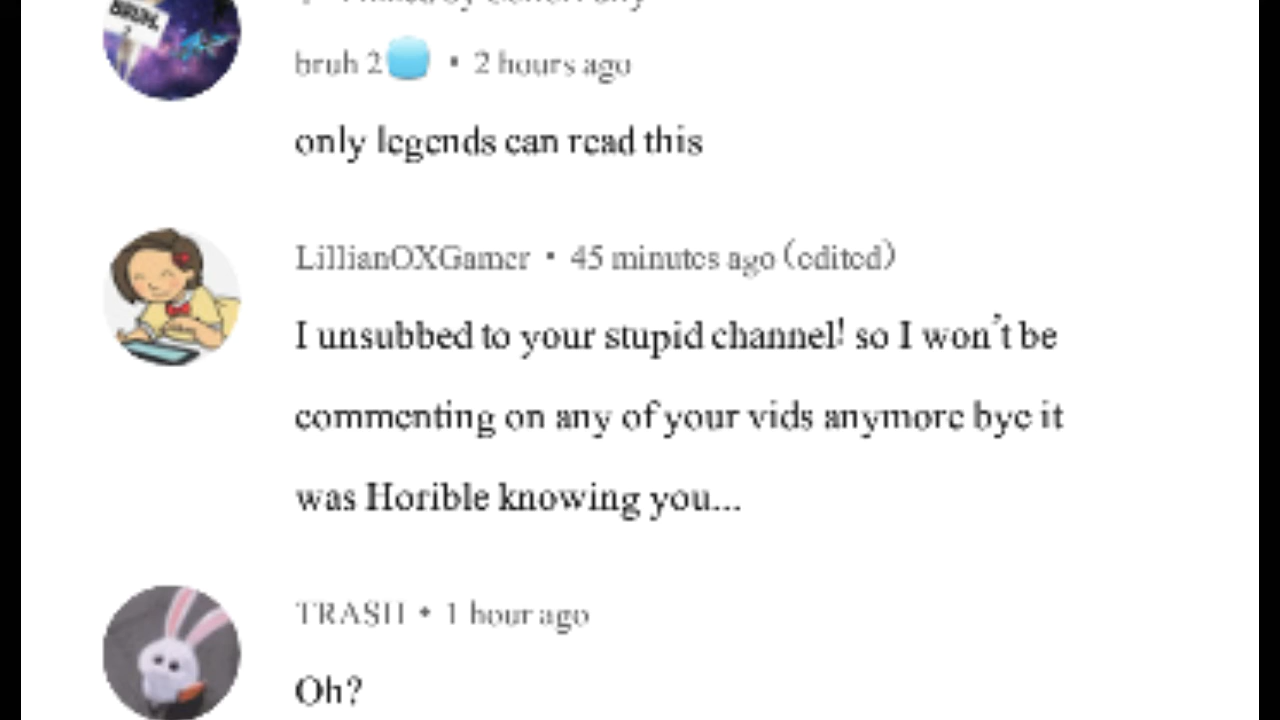 BRUH.
2
bruh 2 • 2 hours ago
only legends can read this
LillianOXGamer • 45 minutes ago (edited)
I unsubbed to your stupid channel! so I won't be
commenting on any of your vids anymore bye it
was Horible knowing you...
TRASH • 1 hour ago
Oh?